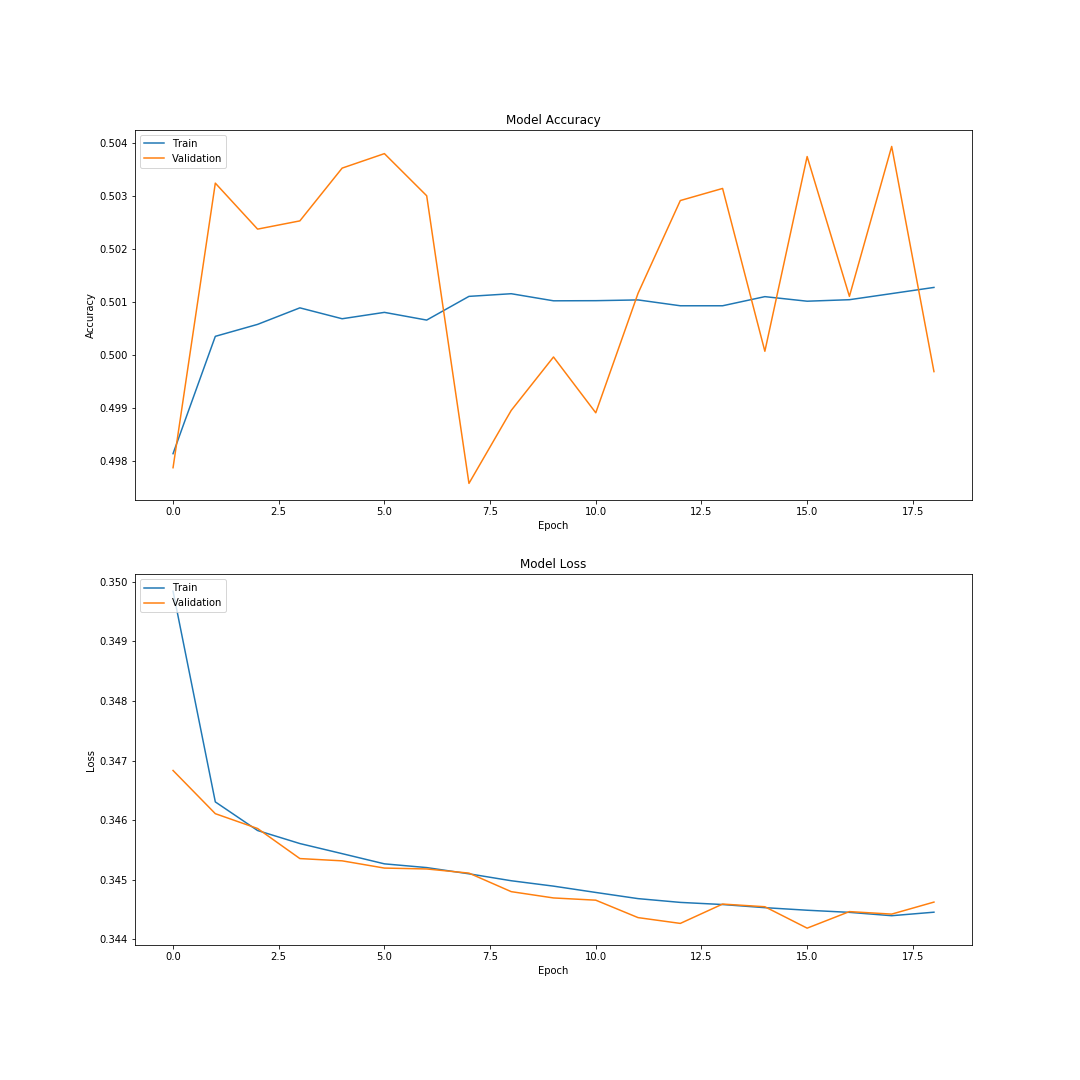 Model Accuracy
Train
Validation
0.504
0.503
0.502
0.501
0.500
0.499
0.498
Accuracy
0.0 2.5 5.0 7.5 10.0 12.5 15.0 17.5
Epoch
Model Loss
Train
Validation
0.350
0.349
0.348
0.347
0.346
0.345
0.344
Loss
0.0 2.5 5.0 7.5 10.0 12.5 15.0 17.5
Epoch